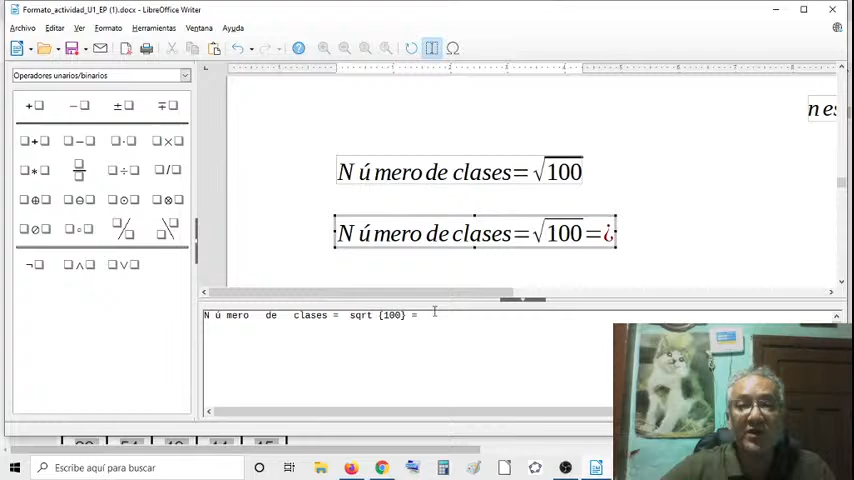 Formato_actividad_U1_EP (1).docx - LibreOffice Writer
Archivo Editar Ver Formato Herramientas Ventana Ayuda
Operadores unarios/binarios
+□ −□ ±□ ∓□
□+□ □−□ □·□ □×□
□∗□ □/□ □÷□ □/□
□⊕□ □⊖□ □⊙□ □⊗□
□⊘□ □∘□ □/□ □\□
¬□ □∧□ □∨□
n es
N ú mero de clases = √100
N ú mero de clases = √100 = ¿
N ú mero de clases = sqrt {100} =
Escribe aquí para buscar